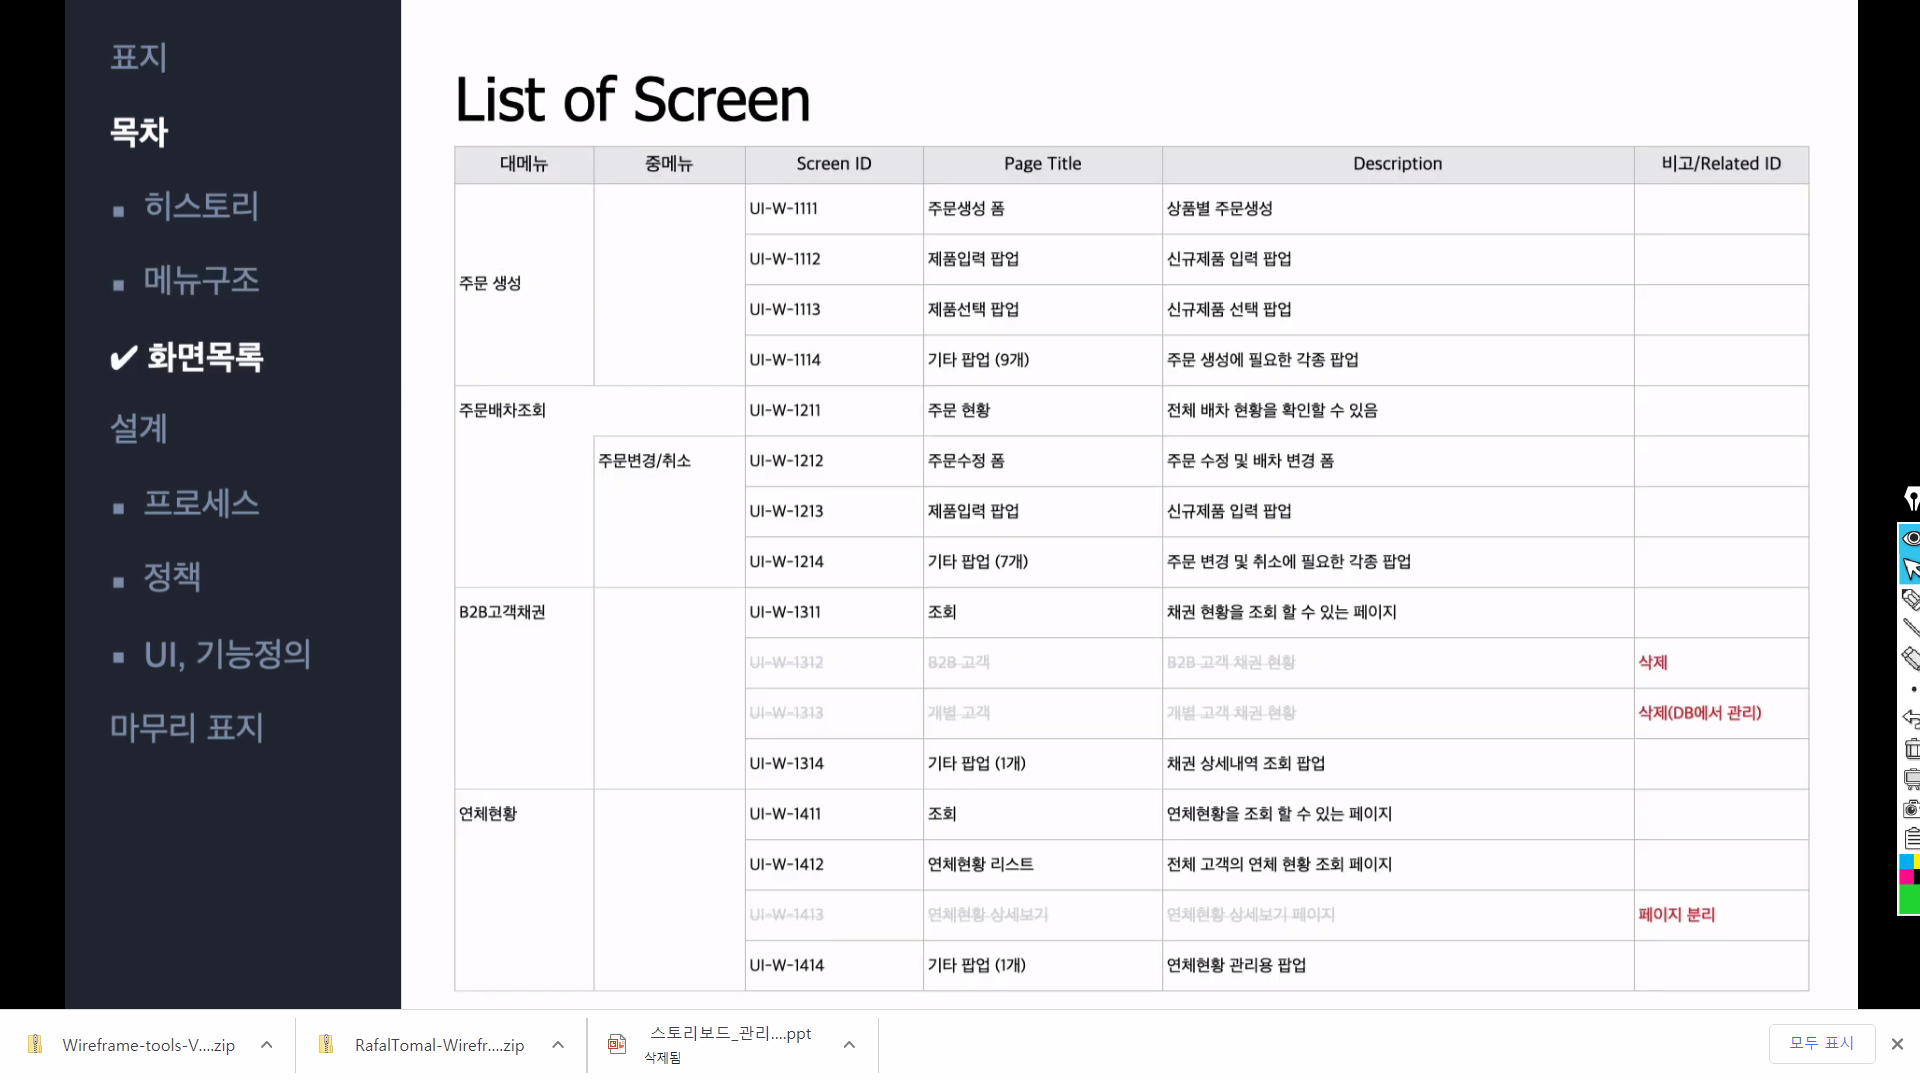 표지
목차
▪ 히스토리
▪ 메뉴구조
✔ 화면목록
설계
▪ 프로세스
▪ 정책
▪ UI, 기능정의
마무리 표지
List of Screen
대메뉴 중메뉴 Screen ID Page Title Description 비고/Related ID
주문 생성
UI-W-1111 주문생성 폼 상품별 주문생성
UI-W-1112 제품입력 팝업 신규제품 입력 팝업
UI-W-1113 제품선택 팝업 신규제품 선택 팝업
UI-W-1114 기타 팝업 (9개) 주문 생성에 필요한 각종 팝업
주문배차조회 UI-W-1211 주문 현황 전체 배차 현황을 확인할 수 있음
주문변경/취소 UI-W-1212 주문수정 폼 주문 수정 및 배차 변경 폼
UI-W-1213 제품입력 팝업 신규제품 입력 팝업
UI-W-1214 기타 팝업 (7개) 주문 변경 및 취소에 필요한 각종 팝업
B2B고객채권 UI-W-1311 조회 채권 현황을 조회 할 수 있는 페이지
UI-W-1312 B2B 고객 B2B 고객 채권 현황 삭제
UI-W-1313 개별 고객 개별 고객 채권 현황 삭제(DB에서 관리)
UI-W-1314 기타 팝업 (1개) 채권 상세내역 조회 팝업
연체현황 UI-W-1411 조회 연체현황을 조회 할 수 있는 페이지
UI-W-1412 연체현황 리스트 전체 고객의 연체 현황 조회 페이지
UI-W-1413 연체현황 상세보기 연체현황 상세보기 페이지 페이지 분리
UI-W-1414 기타 팝업 (1개) 연체현황 관리용 팝업
Wireframe-tools-V....zip
RafalTomal-Wirefr....zip
스토리보드_관리....ppt
삭제됨
모두 표시